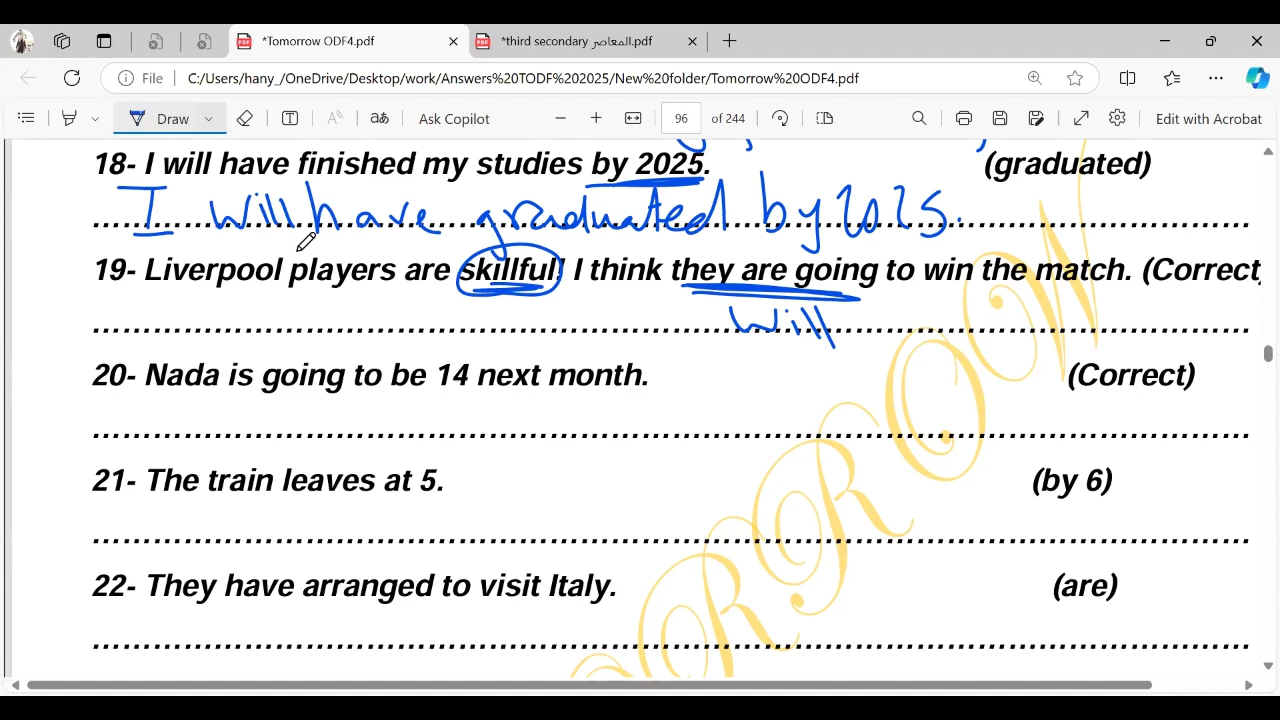 *Tomorrow ODF4.pdf
*third secondary المعاصر.pdf
File
C:/Users/hany_/OneDrive/Desktop/work/Answers%20TODF%202025/New%20folder/Tomorrow%20ODF4.pdf
Draw
Ask Copilot
96 of 244
Edit with Acrobat
18- I will have finished my studies by 2025. (graduated)
I will have graduated by 2025.
19- Liverpool players are skillful! I think they are going to win the match. (Correct
will
20- Nada is going to be 14 next month. (Correct)
21- The train leaves at 5. (by 6)
22- They have arranged to visit Italy. (are)